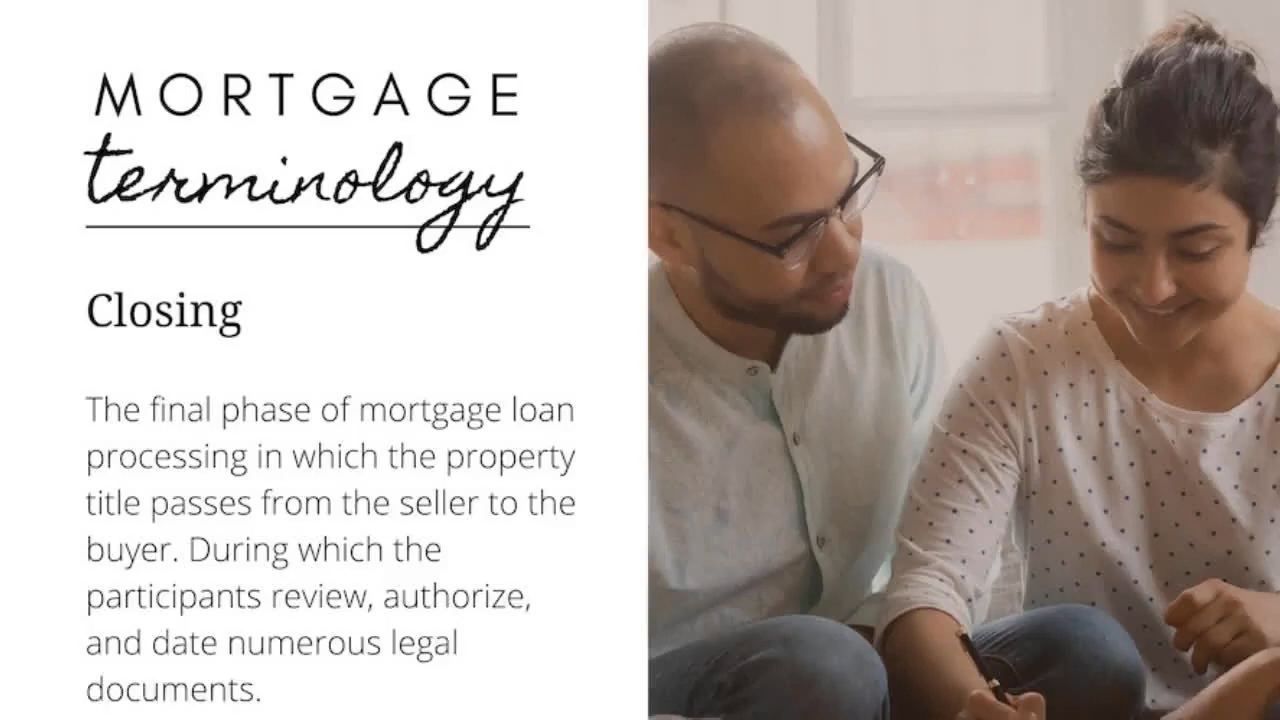 MORTGAGE
terminology
Closing
The final phase of mortgage loan
processing in which the property
title passes from the seller to the
buyer. During which the
participants review, authorize,
and date numerous legal
documents.